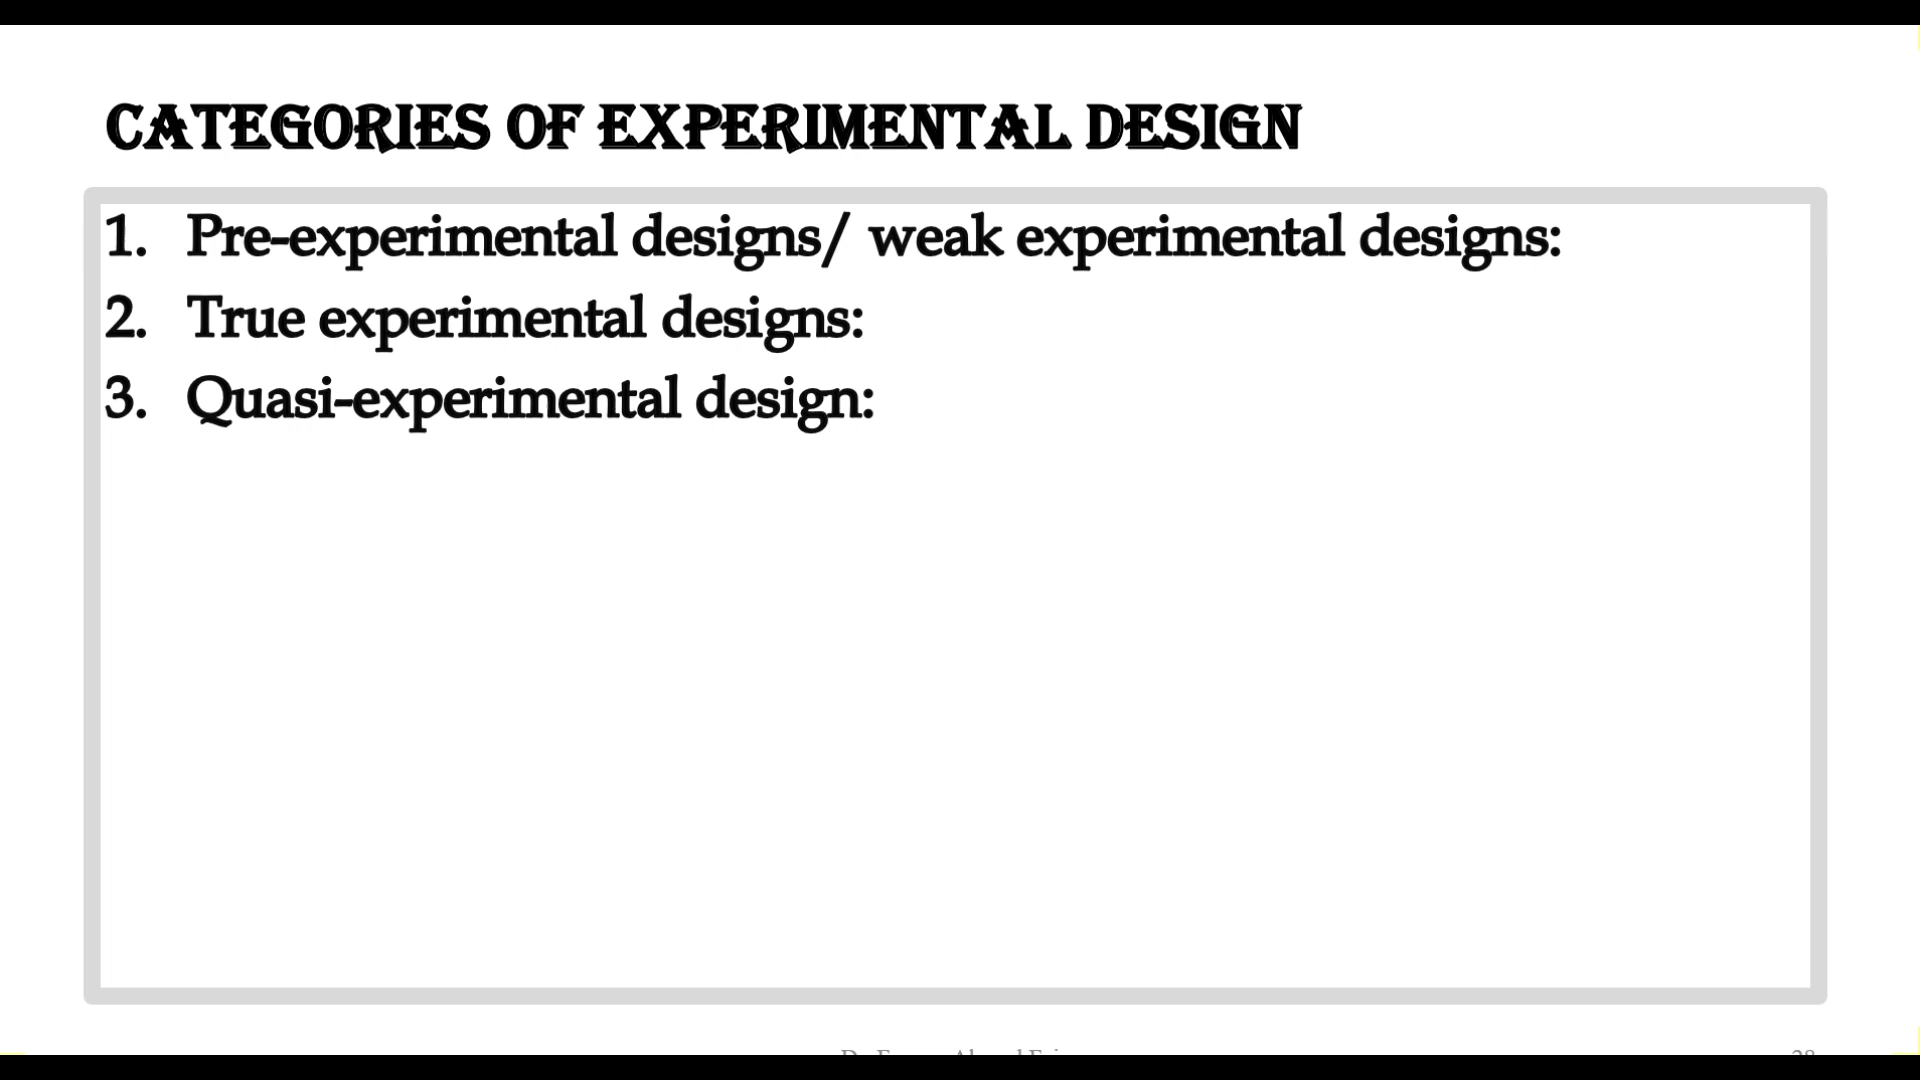 CATEGORIES OF EXPERIMENTAL DESIGN
1. Pre-experimental designs/ weak experimental designs:
2. True experimental designs:
3. Quasi-experimental design: